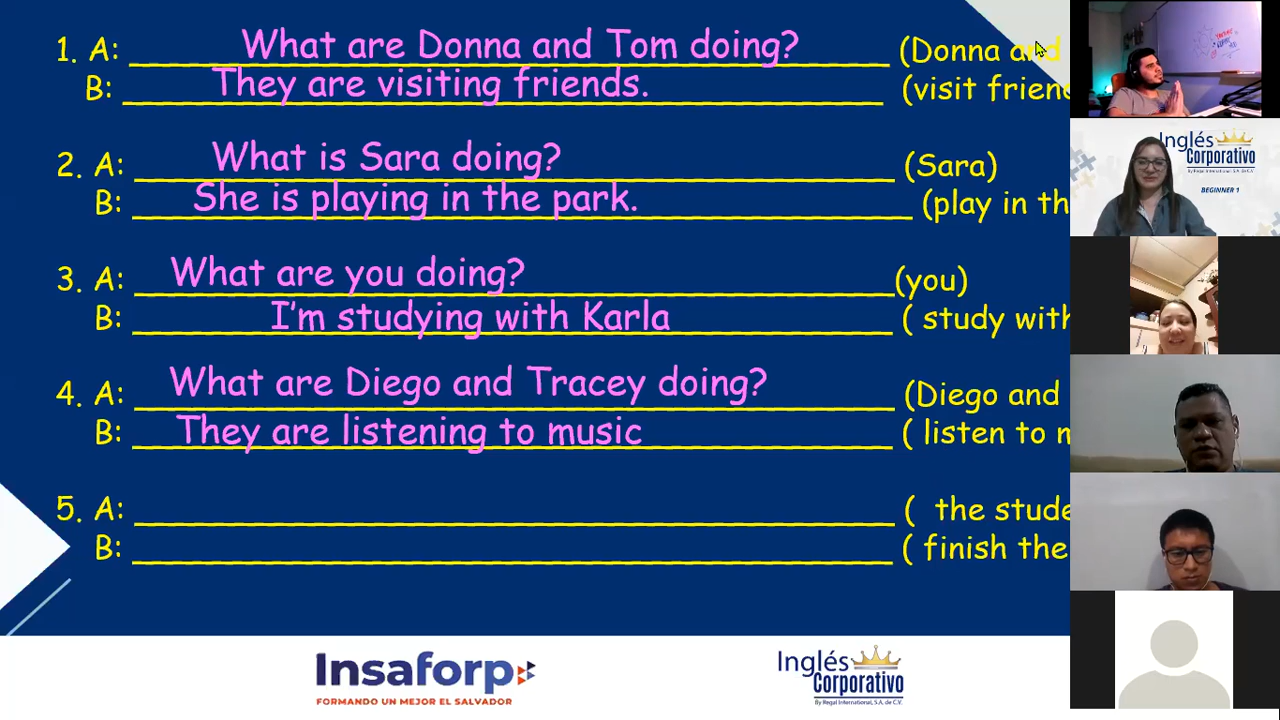 1. A: What are Donna and Tom doing? (Donna and
B: They are visiting friends. (visit frien
2. A: What is Sara doing? (Sara)
B: She is playing in the park. (play in th
3. A: What are you doing? (you)
B: I'm studying with Karla ( study with
4. A: What are Diego and Tracey doing? (Diego and
B: They are listening to music ( listen to
5. A: ( the stude
B: ( finish the
Insaforp
FORMANDO UN MEJOR EL SALVADOR
Inglés
Corporativo
By Regal International, S.A. de C.V.
Inglés
Corporativo
By Regal International, S.A. de C.V.
BEGINNER 1